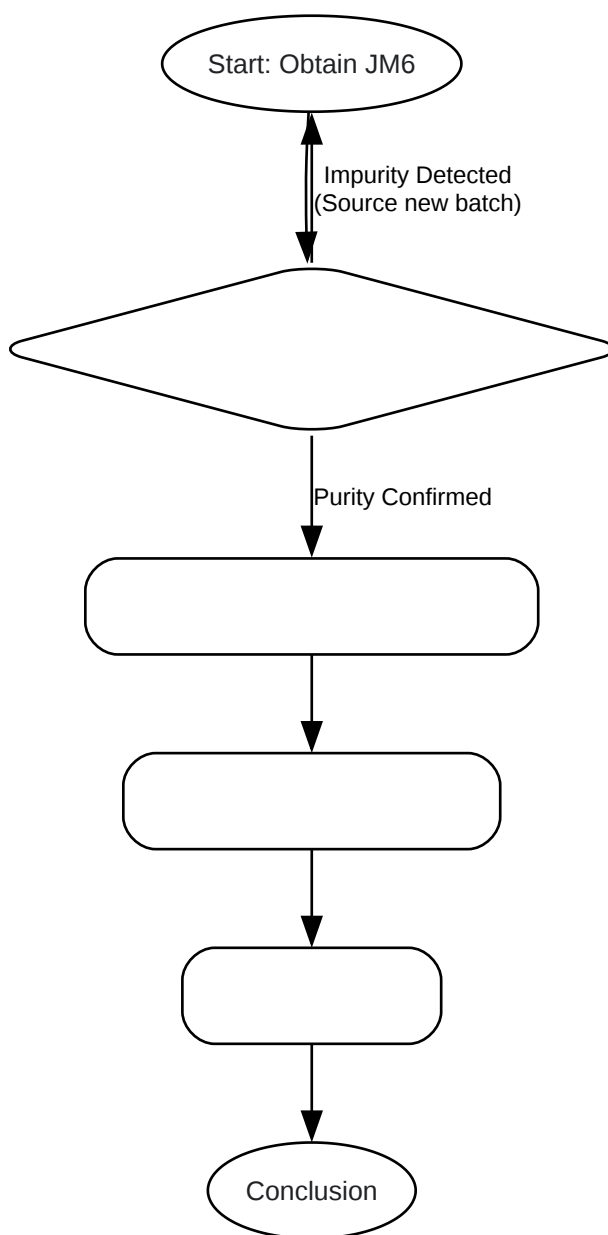 Start: Obtain JM6
Impurity Detected
(Source new batch)
Purity Confirmed
Conclusion